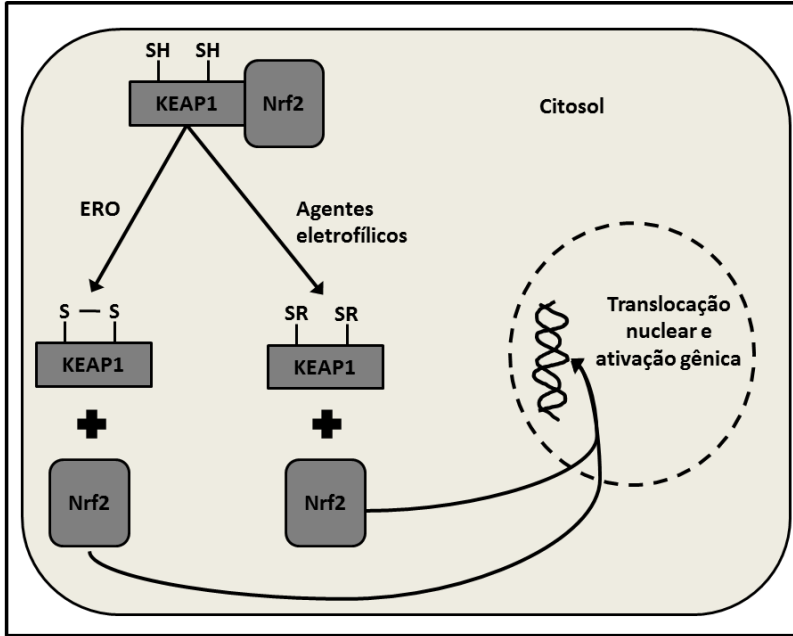 SH SH
KEAP1 Nrf2
Citosol
ERO
Agentes
eletrofílicos
S — S
SR SR
KEAP1
KEAP1
Translocação
nuclear e
ativação gênica
Nrf2
Nrf2